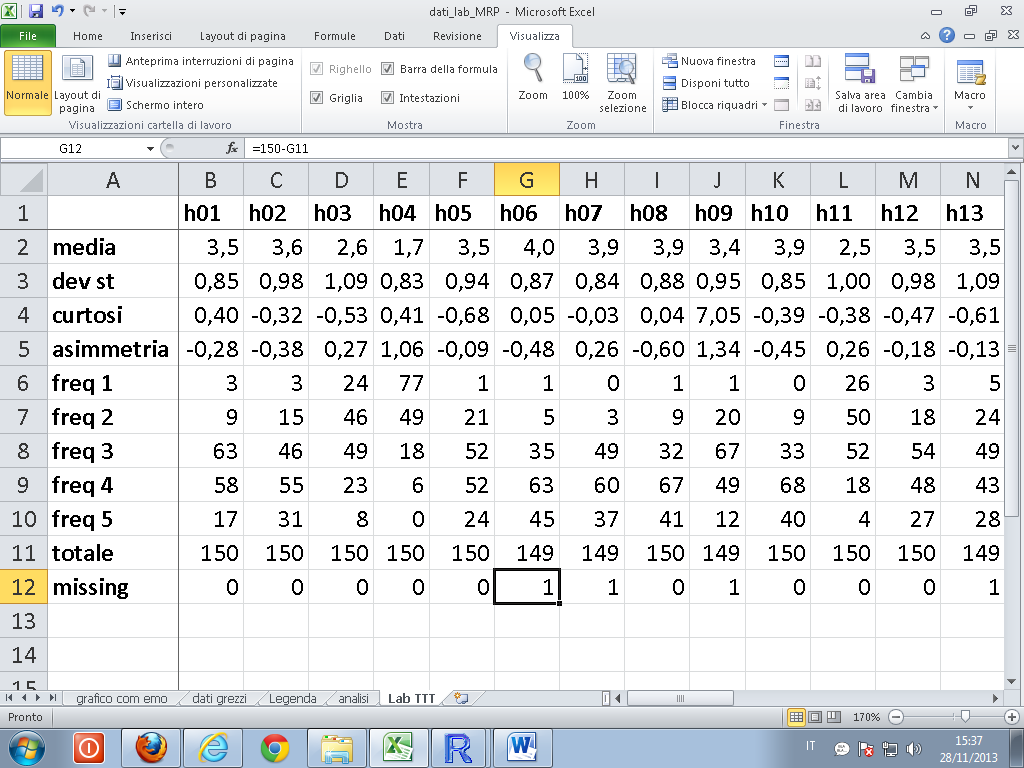 dati_lab_MRP - Microsoft Excel
File Home Inserisci Layout di pagina Formule Dati Revisione Visualizza
Normale
Layout di pagina
Anteprima interruzioni di pagina
Visualizzazioni personalizzate
Schermo intero
Visualizzazioni cartella di lavoro
Righello
Barra della formula
Griglia
Intestazioni
Mostra
Zoom
100%
Zoom selezione
Zoom
Nuova finestra
Disponi tutto
Blocca riquadri
Salva area di lavoro
Cambia finestra
Finestra
Macro
Macro
G12 fx =150-G11
A B C D E F G H I J K L M N
1 h01 h02 h03 h04 h05 h06 h07 h08 h09 h10 h11 h12 h13
2 media 3,5 3,6 2,6 1,7 3,5 4,0 3,9 3,9 3,4 3,9 2,5 3,5 3,5
3 dev st 0,85 0,98 1,09 0,83 0,94 0,87 0,84 0,88 0,95 0,85 1,00 0,98 1,09
4 curtosi 0,40 -0,32 -0,53 0,41 -0,68 0,05 -0,03 0,04 7,05 -0,39 -0,38 -0,47 -0,61
5 asimmetria -0,28 -0,38 0,27 1,06 -0,09 -0,48 0,26 -0,60 1,34 -0,45 0,26 -0,18 -0,13
6 freq 1 3 3 24 77 1 1 0 1 1 0 26 3 5
7 freq 2 9 15 46 49 21 5 3 9 20 9 50 18 24
8 freq 3 63 46 49 18 52 35 49 32 67 33 52 54 49
9 freq 4 58 55 23 6 52 63 60 67 49 68 18 48 43
10 freq 5 17 31 8 0 24 45 37 41 12 40 4 27 28
11 totale 150 150 150 150 150 149 149 150 149 150 150 150 149
12 missing 0 0 0 0 0 1 1 0 1 0 0 0 1
13
14
15
grafico com emo dati grezzi Legenda analisi Lab TTT
Pronto 170%
IT 15:37
28/11/2013